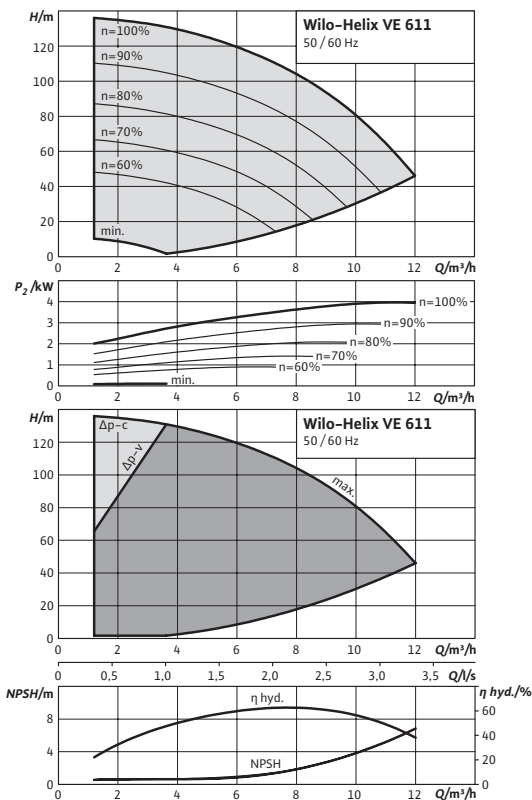 H/m
Wilo-Helix VE 611
50 / 60 Hz
120
100
80
60
40
20
0
n=100%
n=90%
n=80%
n=70%
n=60%
min.
0 2 4 6 8 10 12 Q/m³/h
P₂ /kW
4
3
2
1
0
n=100%
n=90%
n=80%
n=70%
n=60%
min.
0 2 4 6 8 10 12 Q/m³/h
H/m
Wilo-Helix VE 611
50 / 60 Hz
120
100
80
60
40
20
0
Δp-c
Δp-v
max.
0 2 4 6 8 10 12 Q/m³/h
0 0,5 1,0 1,5 2,0 2,5 3,0 3,5 Q/l/s
NPSH/m
η hyd./%
8
4
0
η hyd.
NPSH
60
40
20
0
0 2 4 6 8 10 12 Q/m³/h